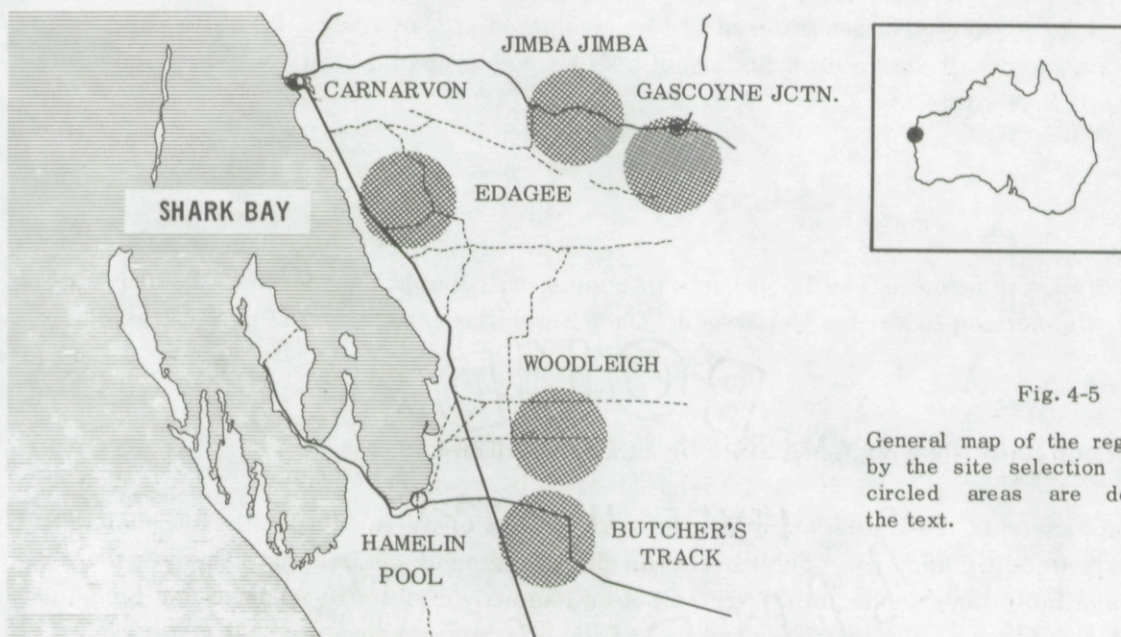 JIMBA JIMBA
CARNARVON
GASCOYNE JCTN.
EDAGEE
SHARK BAY
WOODLEIGH
HAMELIN
POOL
BUTCHER'S
TRACK
Fig. 4-5
General map of the reg
by the site selection
circled areas are de
the text.